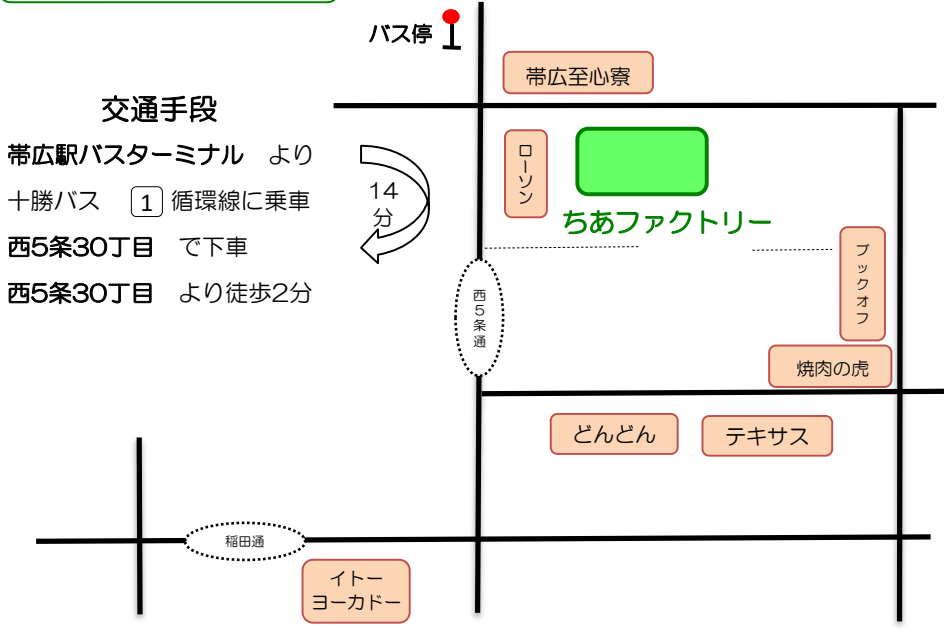 バス停
帯広至心寮
交通手段
帯広駅バスターミナル より
十勝バス 1 循環線に乗車
西5条30丁目 で下車
西5条30丁目 より徒歩2分
14
分
ローソン
ちあファクトリー
ブックオフ
西5条通
焼肉の虎
どんどん
テキサス
稲田通
イトー
ヨーカドー